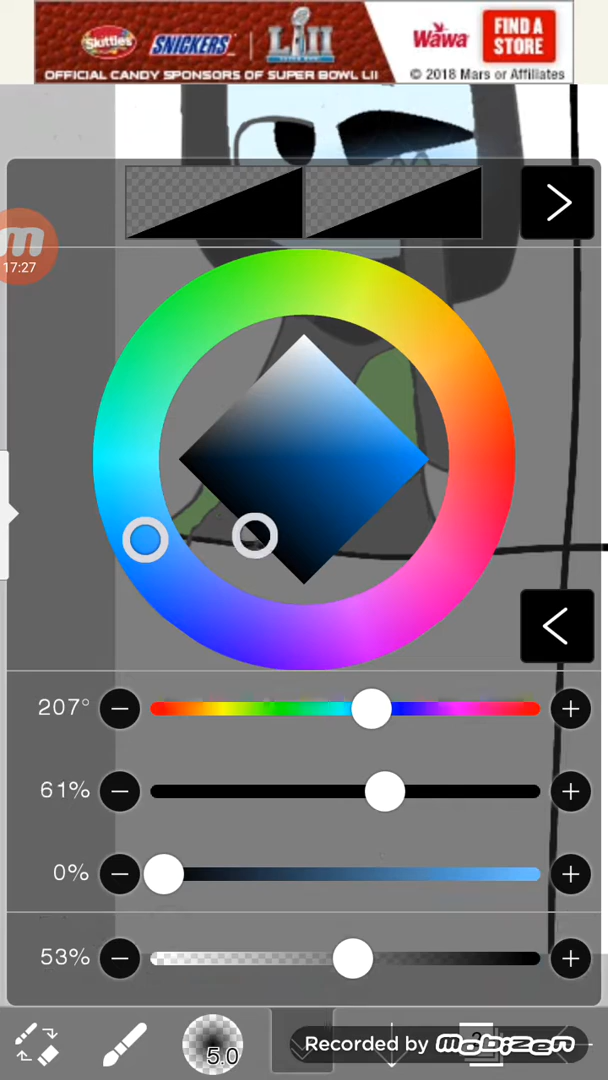 Skittles SNICKERS LII Wawa FIND A STORE
OFFICIAL CANDY SPONSORS OF SUPER BOWL LII © 2018 Mars or Affiliates
17:27
207°
61%
0%
53%
5.0
Recorded by mobizen